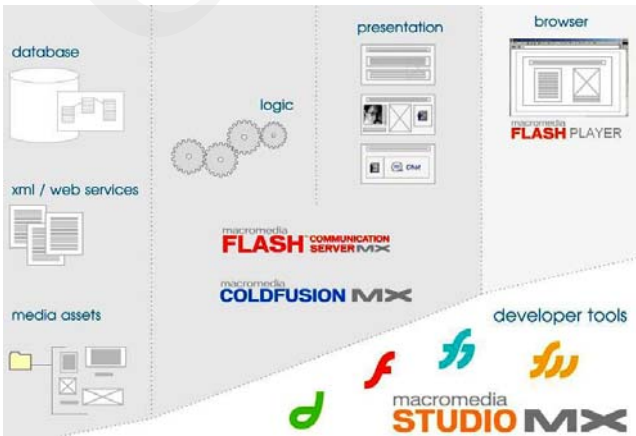 database
xml / web services
media assets
logic
presentation
Chat
browser
macromedia
FLASH PLAYER
macromedia
FLASH COMMUNICATION
SERVER MX
macromedia
COLDFUSION MX
developer tools
macromedia
STUDIO MX